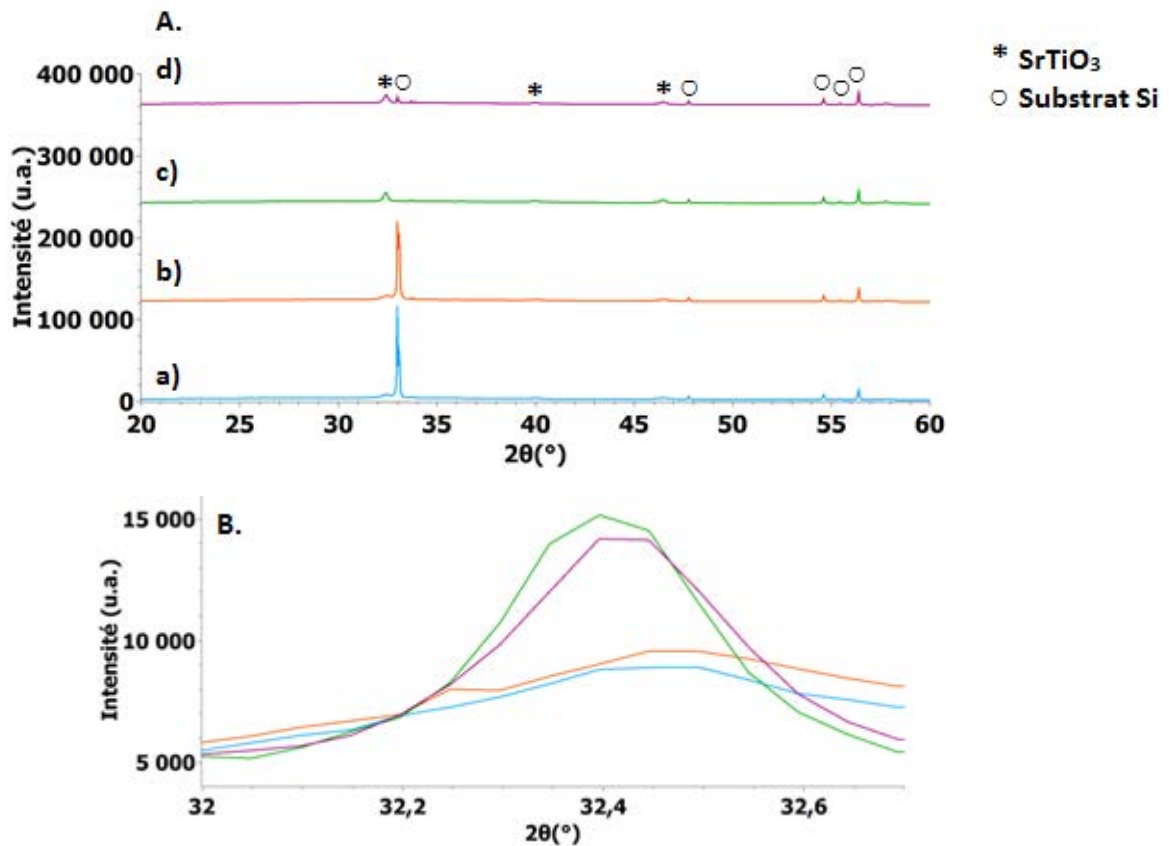 A.
* SrTiO₃
○ Substrat Si
Intensité (u.a.)
400 000
300 000
200 000
100 000
0
d)
c)
b)
a)
* ○ * * ○ ○ ○ ○
20 25 30 35 40 45 50 55 60
2θ(°)
B.
Intensité (u.a.)
15 000
10 000
5 000
32 32,2 32,4 32,6
2θ(°)